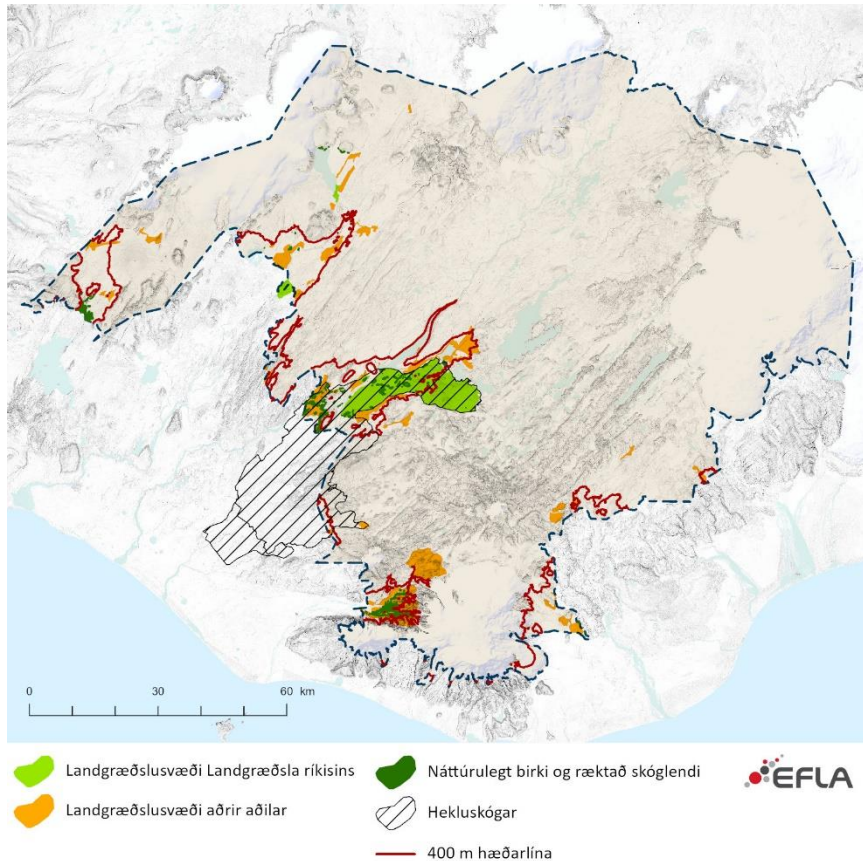 0 30 60 km
Landgræðslusvæði Landgræðsla ríkisins
Landgræðslusvæði aðrir aðilar
Náttúrulegt birki og ræktað skóglendi
Hekluskógar
400 m hæðarlína
EFLA